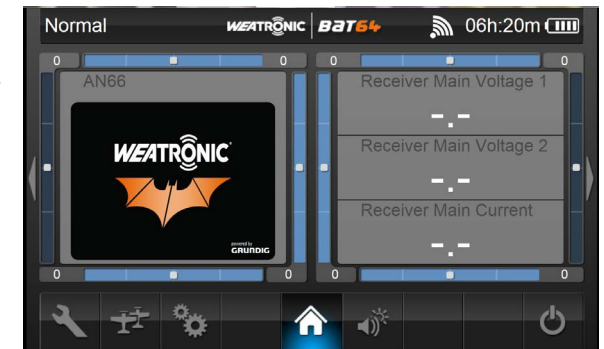 Normal WEATRONIC BAT64 06h:20m
0 0 0 0
AN66
WEATRONIC
powered by
GRUNDIG
Receiver Main Voltage 1
-.-
Receiver Main Voltage 2
-.-
Receiver Main Current
-.-
0 0 0 0